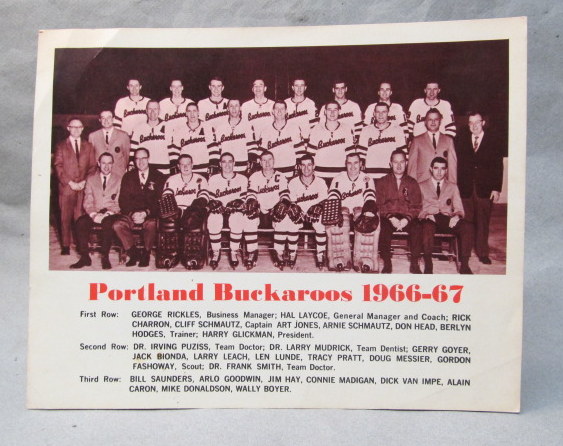 Portland Buckaroos 1966-67
First Row: GEORGE RICKLES, Business Manager; HAL LAYCOE, General Manager and Coach; RICK
CHARRON, CLIFF SCHMAUTZ, Captain ART JONES, ARNIE SCHMAUTZ, DON HEAD, BERLYN
HODGES, Trainer; HARRY GLICKMAN, President.
Second Row: DR. IRVING PUZISS, Team Doctor; DR. LARRY MUDRICK, Team Dentist; GERRY GOYER,
JACK BIONDA, LARRY LEACH, LEN LUNDE, TRACY PRATT, DOUG MESSIER, GORDON
FASHOWAY, Scout; DR. FRANK SMITH, Team Doctor.
Third Row: BILL SAUNDERS, ARLO GOODWIN, JIM HAY, CONNIE MADIGAN, DICK VAN IMPE, ALAIN
CARON, MIKE DONALDSON, WALLY BOYER.